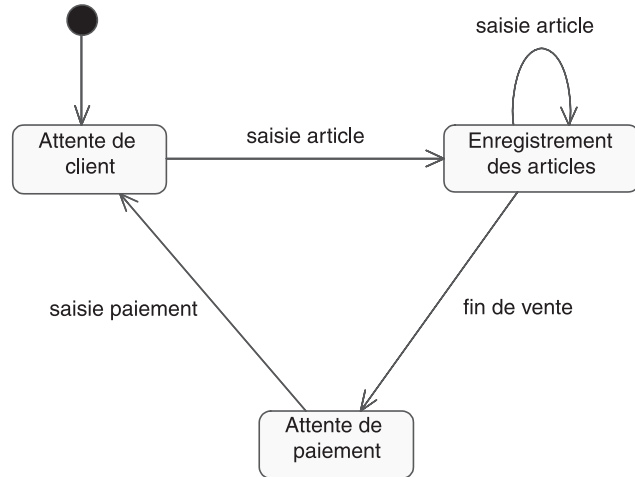 saisie article
Attente de
client
saisie article
Enregistrement
des articles
saisie paiement
fin de vente
Attente de
paiement